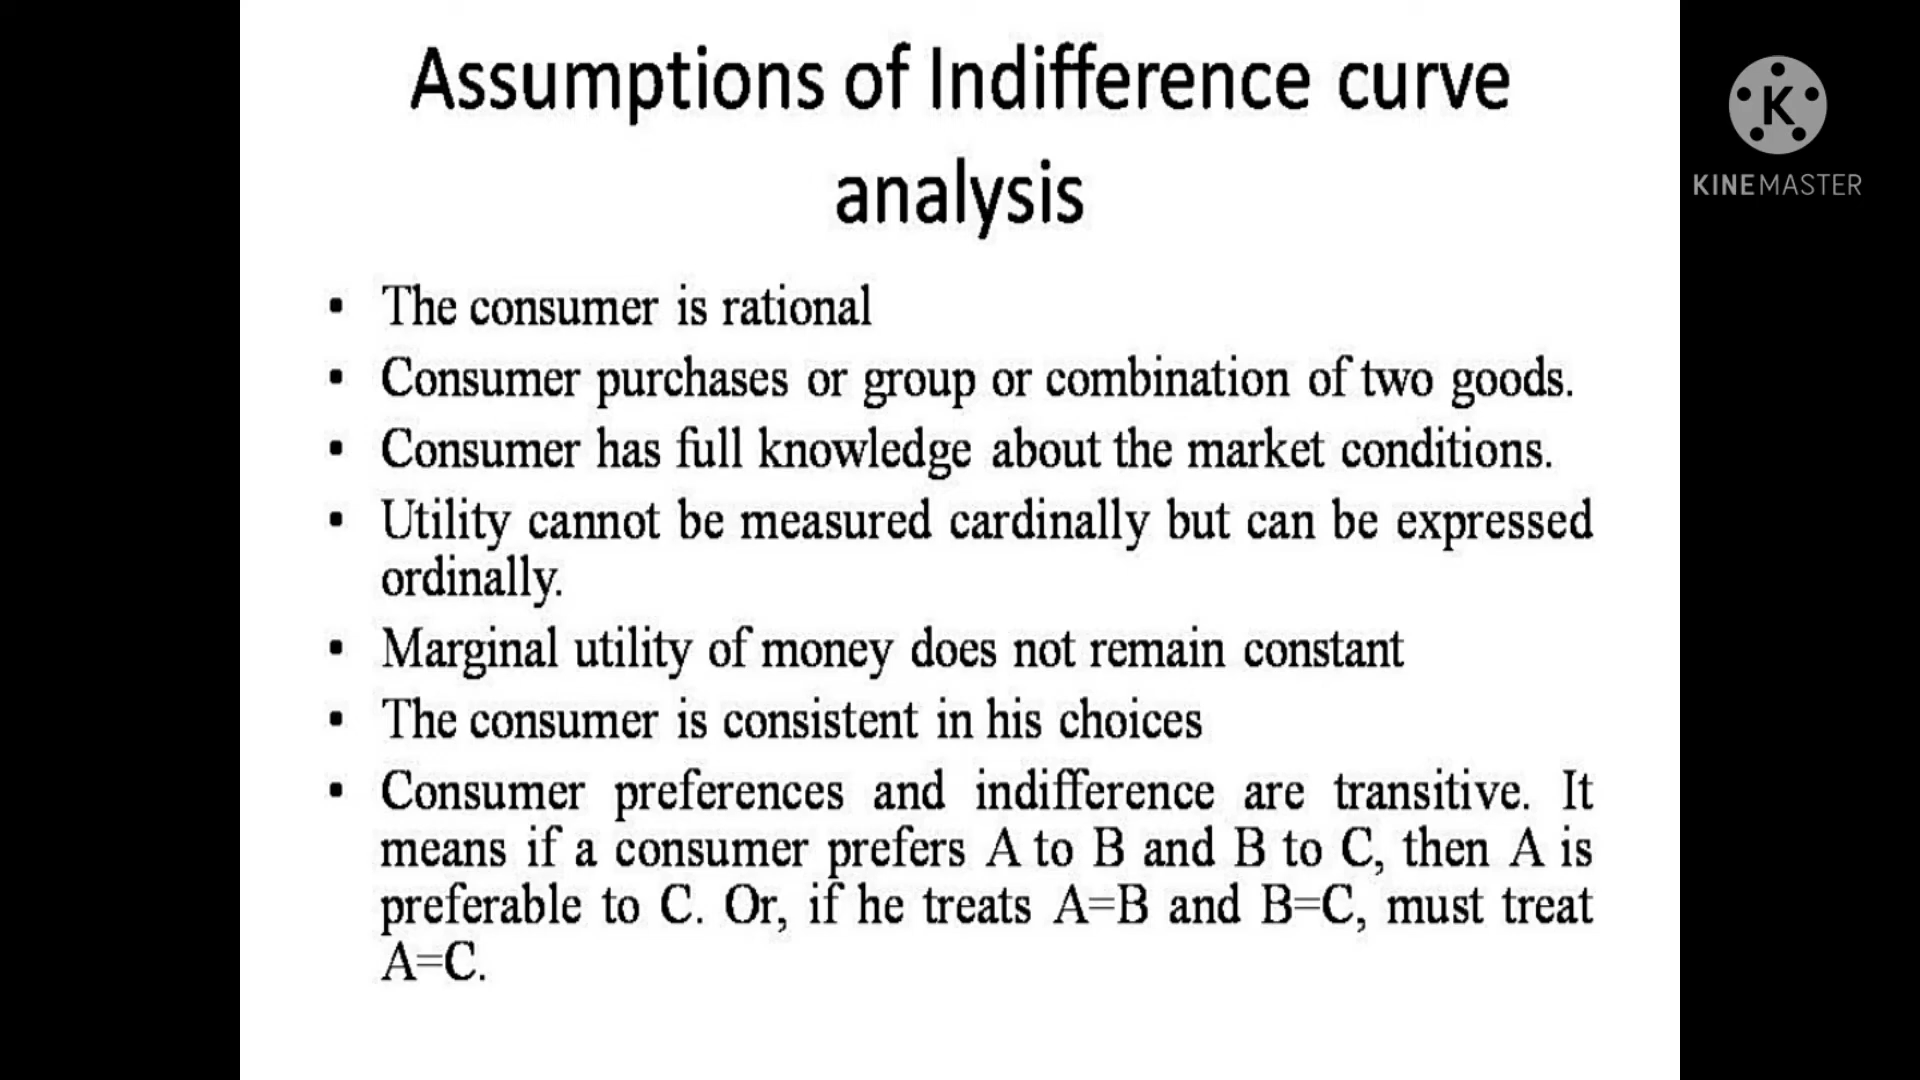 Assumptions of Indifference curve
analysis
K
KINEMASTER
• The consumer is rational
• Consumer purchases or group or combination of two goods.
• Consumer has full knowledge about the market conditions.
• Utility cannot be measured cardinally but can be expressed
ordinally.
• Marginal utility of money does not remain constant
• The consumer is consistent in his choices
• Consumer preferences and indifference are transitive. It
means if a consumer prefers A to B and B to C, then A is
preferable to C. Or, if he treats A=B and B=C, must treat
A=C.